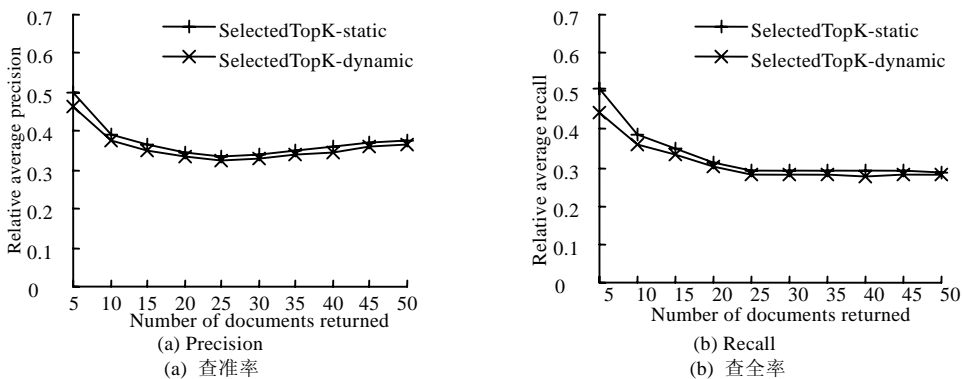 0.7
0.6
0.5
0.4
0.3
0.2
0.1
0
Relative average precision
SelectedTopK-static
SelectedTopK-dynamic
5 10 15 20 25 30 35 40 45 50
Number of documents returned
(a) Precision
(a) 查准率
0.7
0.6
0.5
0.4
0.3
0.2
0.1
0
Relative average recall
SelectedTopK-static
SelectedTopK-dynamic
5 10 15 20 25 30 35 40 45 50
Number of documents returned
(b) Recall
(b) 查全率